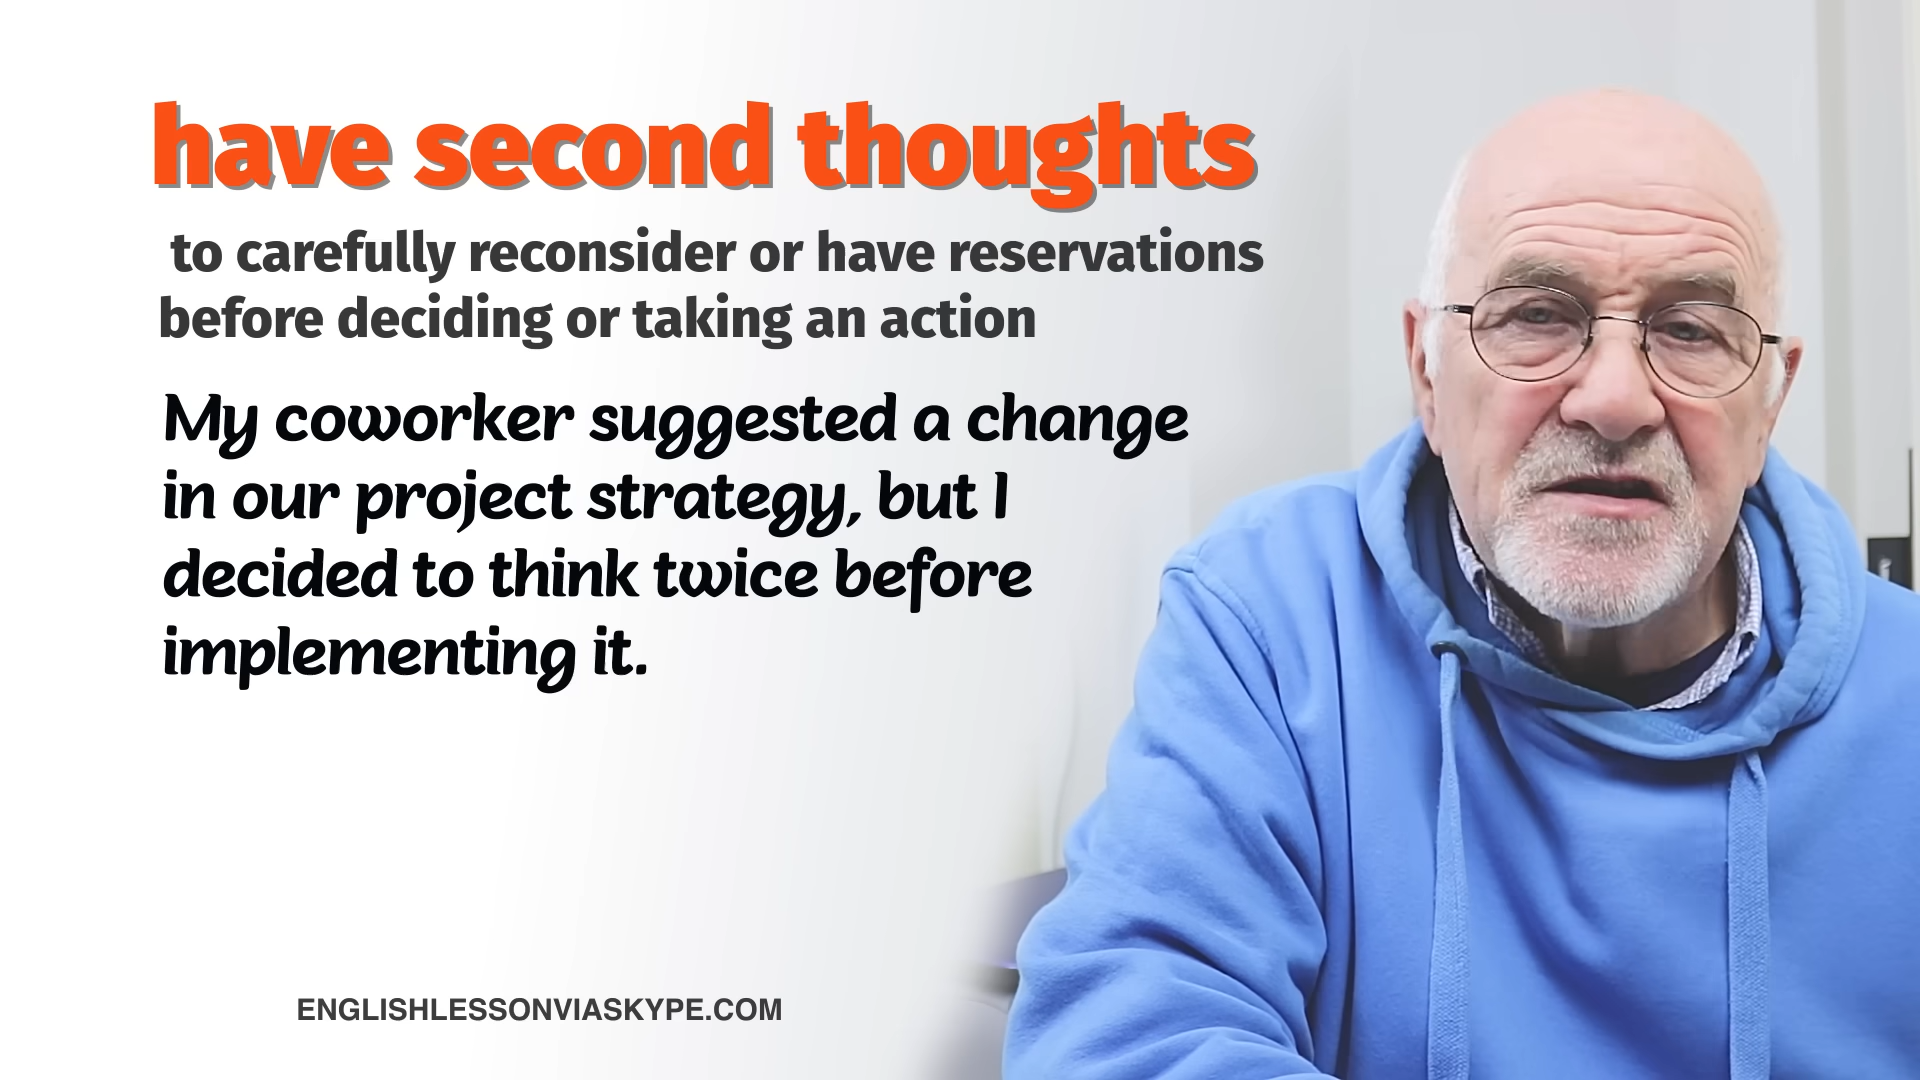 have second thoughts
to carefully reconsider or have reservations
before deciding or taking an action
My coworker suggested a change
in our project strategy, but I
decided to think twice before
implementing it.
ENGLISHLESSONVIASKYPE.COM